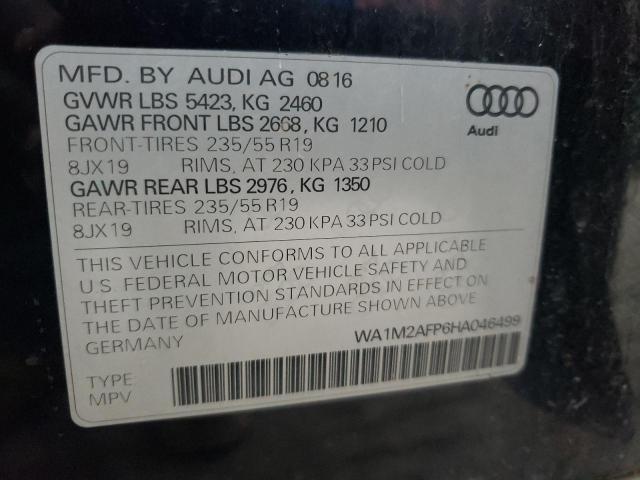 MFD. BY AUDI AG 08 16
GVWR LBS 5423, KG 2460
GAWR FRONT LBS 2668, KG 1210
FRONT-TIRES 235/55 R19
8JX19 RIMS, AT 230 KPA 33 PSI COLD
GAWR REAR LBS 2976, KG 1350
REAR-TIRES 235/55 R19
8JX19 RIMS, AT 230 KPA 33 PSI COLD
Audi
THIS VEHICLE CONFORMS TO ALL APPLICABLE
U.S. FEDERAL MOTOR VEHICLE SAFETY AND
THEFT PREVENTION STANDARDS IN EFFECT ON
THE DATE OF MANUFACTURE SHOWN ABOVE
GERMANY WA1M2AFP6HA046499
TYPE
MPV